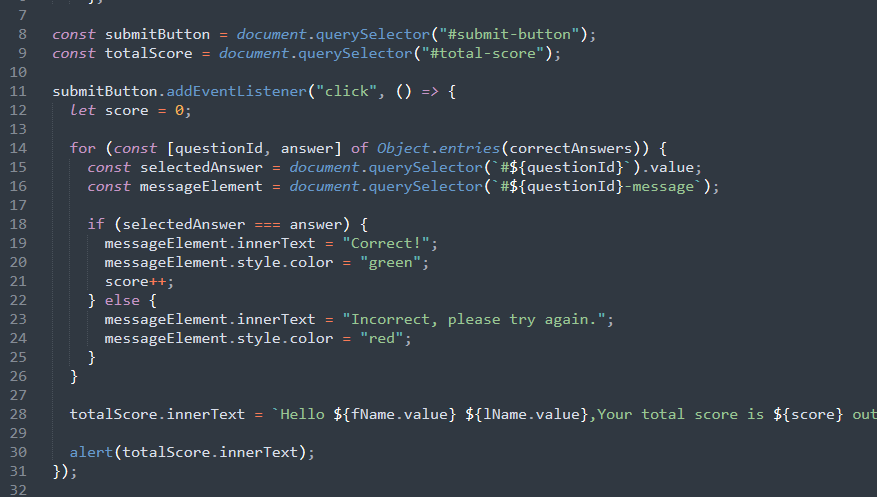 7
8 const submitButton = document.querySelector("#submit-button");
9 const totalScore = document.querySelector("#total-score");
10
11 submitButton.addEventListener("click", () => {
12 let score = 0;
13
14 for (const [questionId, answer] of Object.entries(correctAnswers)) {
15 const selectedAnswer = document.querySelector(`#${questionId}`).value;
16 const messageElement = document.querySelector(`#${questionId}-message`);
17
18 if (selectedAnswer === answer) {
19 messageElement.innerText = "Correct!";
20 messageElement.style.color = "green";
21 score++;
22 } else {
23 messageElement.innerText = "Incorrect, please try again.";
24 messageElement.style.color = "red";
25 }
26 }
27
28 totalScore.innerText = `Hello ${fName.value} ${lName.value},Your total score is ${score} out
29
30 alert(totalScore.innerText);
31 });
32